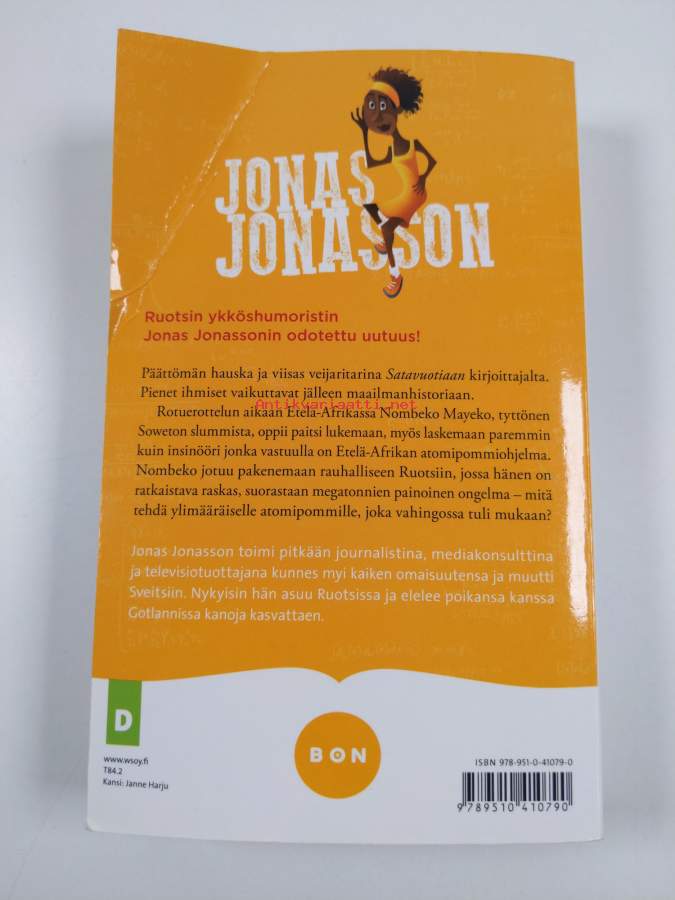 JONAS
JONASSON
Ruotsin ykköshumoristin
Jonas Jonassonin odotettu uutuus!
Päättömän hauska ja viisas veijaritarina Satavuotiaan kirjoittajalta.
Pienet ihmiset vaikuttavat jälleen maailmanhistoriaan.
Antikvariaatti.net
Rotuerottelun aikaan Etelä-Afrikassa Nombeko Mayeko, tyttönen
Soweton slummista, oppii paitsi lukemaan, myös laskemaan paremmin
kuin insinööri jonka vastuulla on Etelä-Afrikan atomipommiohjelma.
Nombeko jotuu pakenemaan rauhalliseen Ruotsiin, jossa hänen on
ratkaistava raskas, suorastaan megatonnien painoinen ongelma – mitä
tehdä ylimääräiselle atomipommille, joka vahingossa tuli mukaan?
Jonas Jonasson toimi pitkään journalistina, mediakonsulttina
ja televisiotuottajana kunnes myi kaiken omaisuutensa ja muutti
Sveitsiin. Nykyisin hän asuu Ruotsissa ja elelee poikansa kanssa
Gotlannissa kanoja kasvattaen.
D
BON
www.wsoy.fi
T84.2
Kansi: Janne Harju
ISBN 978-951-0-41079-0
9789510410790